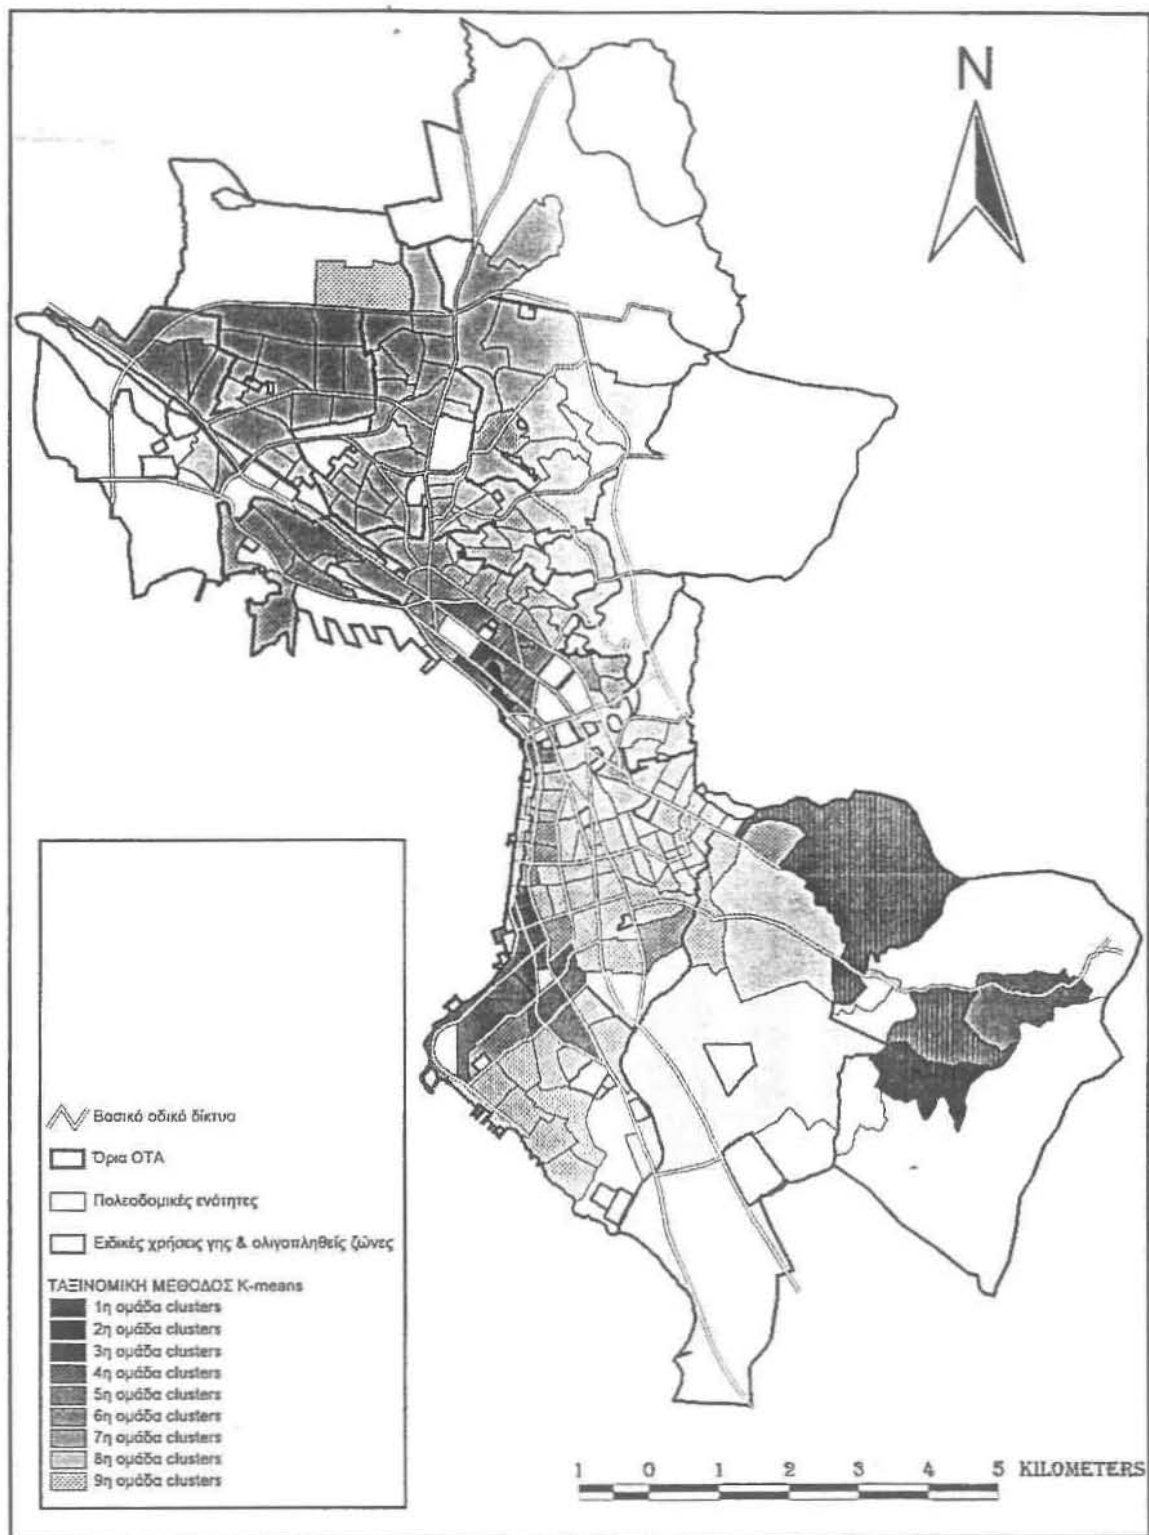 N
Βασικό οδικό δίκτυο
Όρια ΟΤΑ
Πολεοδομικές ενότητες
Ειδικές χρήσεις γης & ολιγοπληθείς ζώνες
ΤΑΞΙΝΟΜΙΚΗ ΜΕΘΟΔΟΣ K-means
1η ομάδα clusters
2η ομάδα clusters
3η ομάδα clusters
4η ομάδα clusters
5η ομάδα clusters
6η ομάδα clusters
7η ομάδα clusters
8η ομάδα clusters
9η ομάδα clusters
1 0 1 2 3 4 5 KILOMETERS